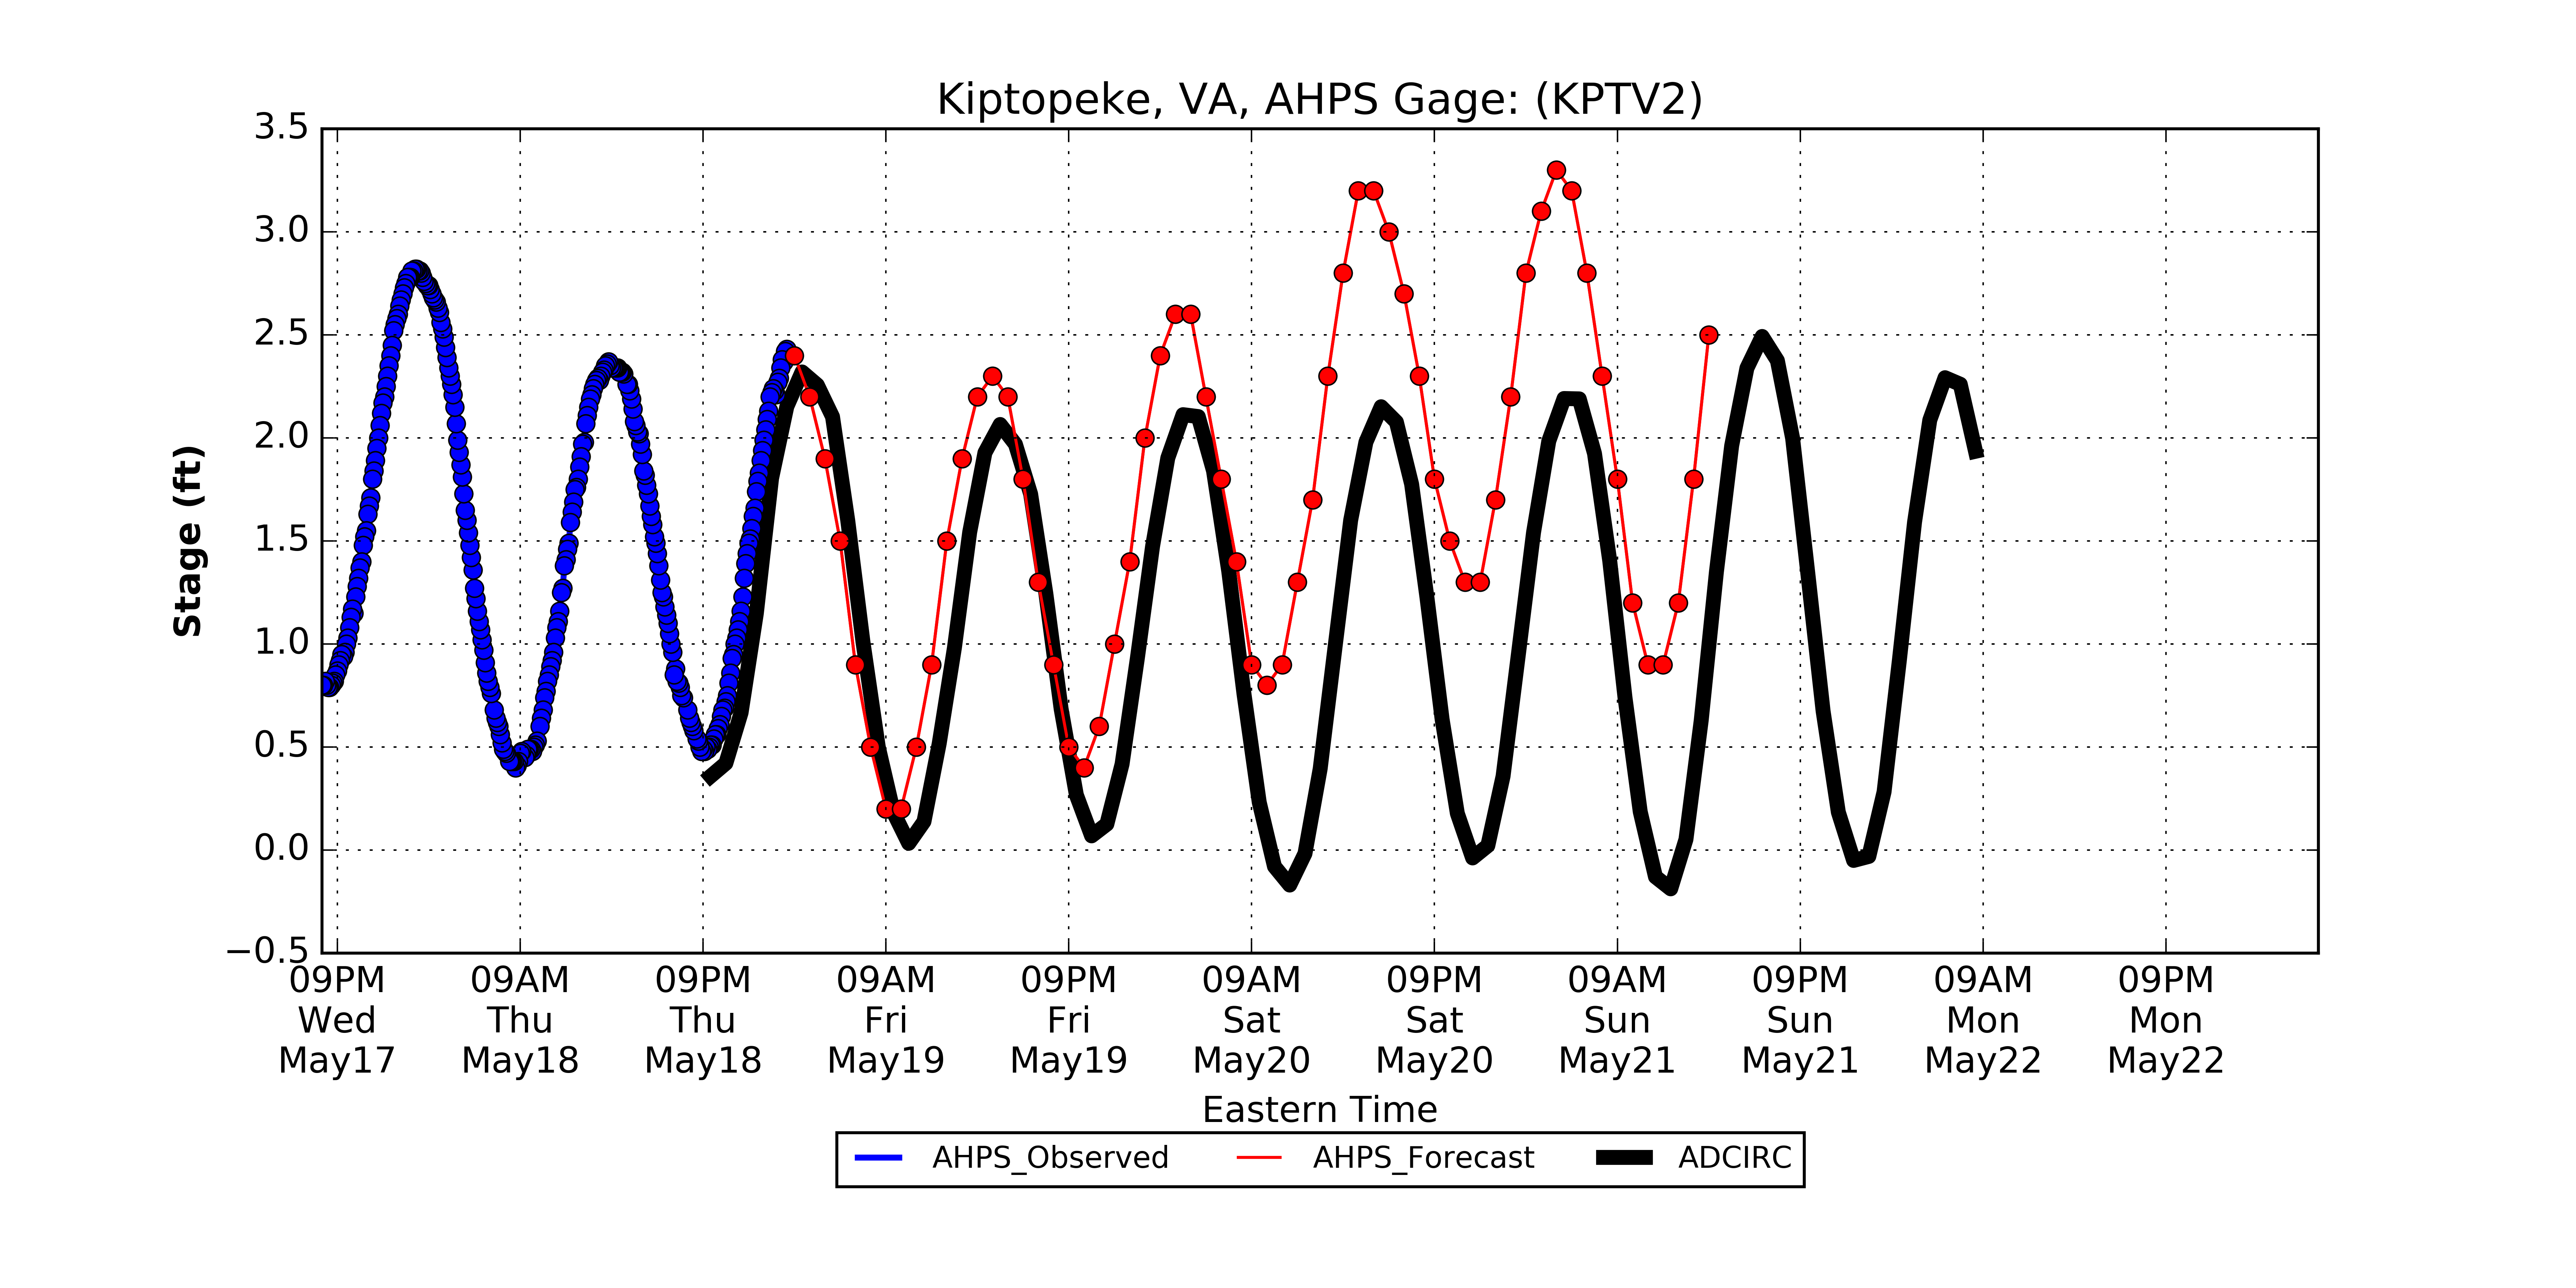 Kiptopeke, VA, AHPS Gage: (KPTV2)
3.5
3.0
2.5
2.0
1.5
1.0
0.5
0.0
−0.5
Stage (ft)
09PM 09AM 09PM 09AM 09PM 09AM 09PM 09AM 09PM 09AM 09PM
Wed Thu Thu Fri Fri Sat Sat Sun Sun Mon Mon
May17 May18 May18 May19 May19 May20 May20 May21 May21 May22 May22
Eastern Time
AHPS_Observed AHPS_Forecast ADCIRC